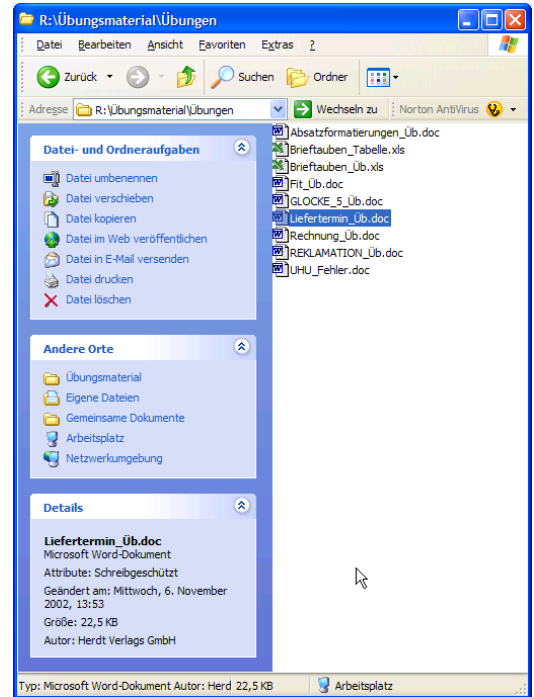 R:\Übungsmaterial\Übungen
Datei Bearbeiten Ansicht Favoriten Extras ?
Zurück Suchen Ordner
Adresse R:\Übungsmaterial\Übungen Wechseln zu Norton AntiVirus
Datei- und Ordneraufgaben
Datei umbenennen
Datei verschieben
Datei kopieren
Datei im Web veröffentlichen
Datei in E-Mail versenden
Datei drucken
Datei löschen
Andere Orte
Übungsmaterial
Eigene Dateien
Gemeinsame Dokumente
Arbeitsplatz
Netzwerkumgebung
Details
Liefertermin_Üb.doc
Microsoft Word-Dokument
Attribute: Schreibgeschützt
Geändert am: Mittwoch, 6. November
2002, 13:53
Größe: 22,5 KB
Autor: Herdt Verlags GmbH
Absatzformatierungen_Üb.doc
Brieftauben_Tabelle.xls
Brieftauben_Üb.xls
Fit_Üb.doc
GLOCKE_5_Üb.doc
Liefertermin_Üb.doc
Rechnung_Üb.doc
REKLAMATION_Üb.doc
UHU_Fehler.doc
Typ: Microsoft Word-Dokument Autor: Herd 22,5 KB Arbeitsplatz